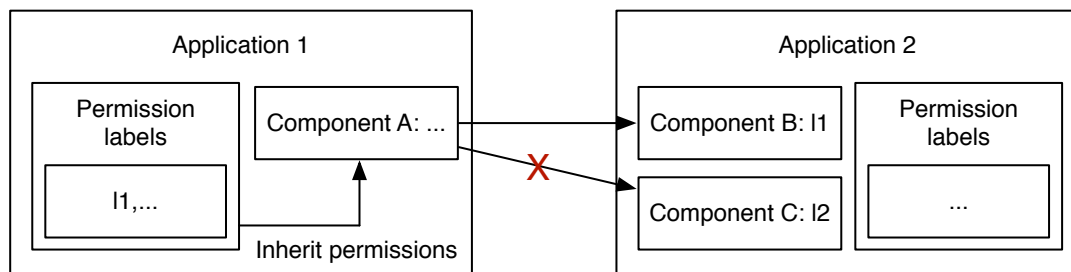 Application 1
Permission
labels
l1,...
Component A: ...
Inherit permissions
X
Application 2
Component B: l1
Component C: l2
Permission
labels
...